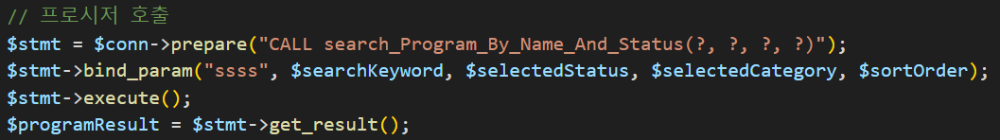 // 프로시저 호출
$stmt = $conn->prepare("CALL search_Program_By_Name_And_Status(?, ?, ?, ?)");
$stmt->bind_param("ssss", $searchKeyword, $selectedStatus, $selectedCategory, $sortOrder);
$stmt->execute();
$programResult = $stmt->get_result();